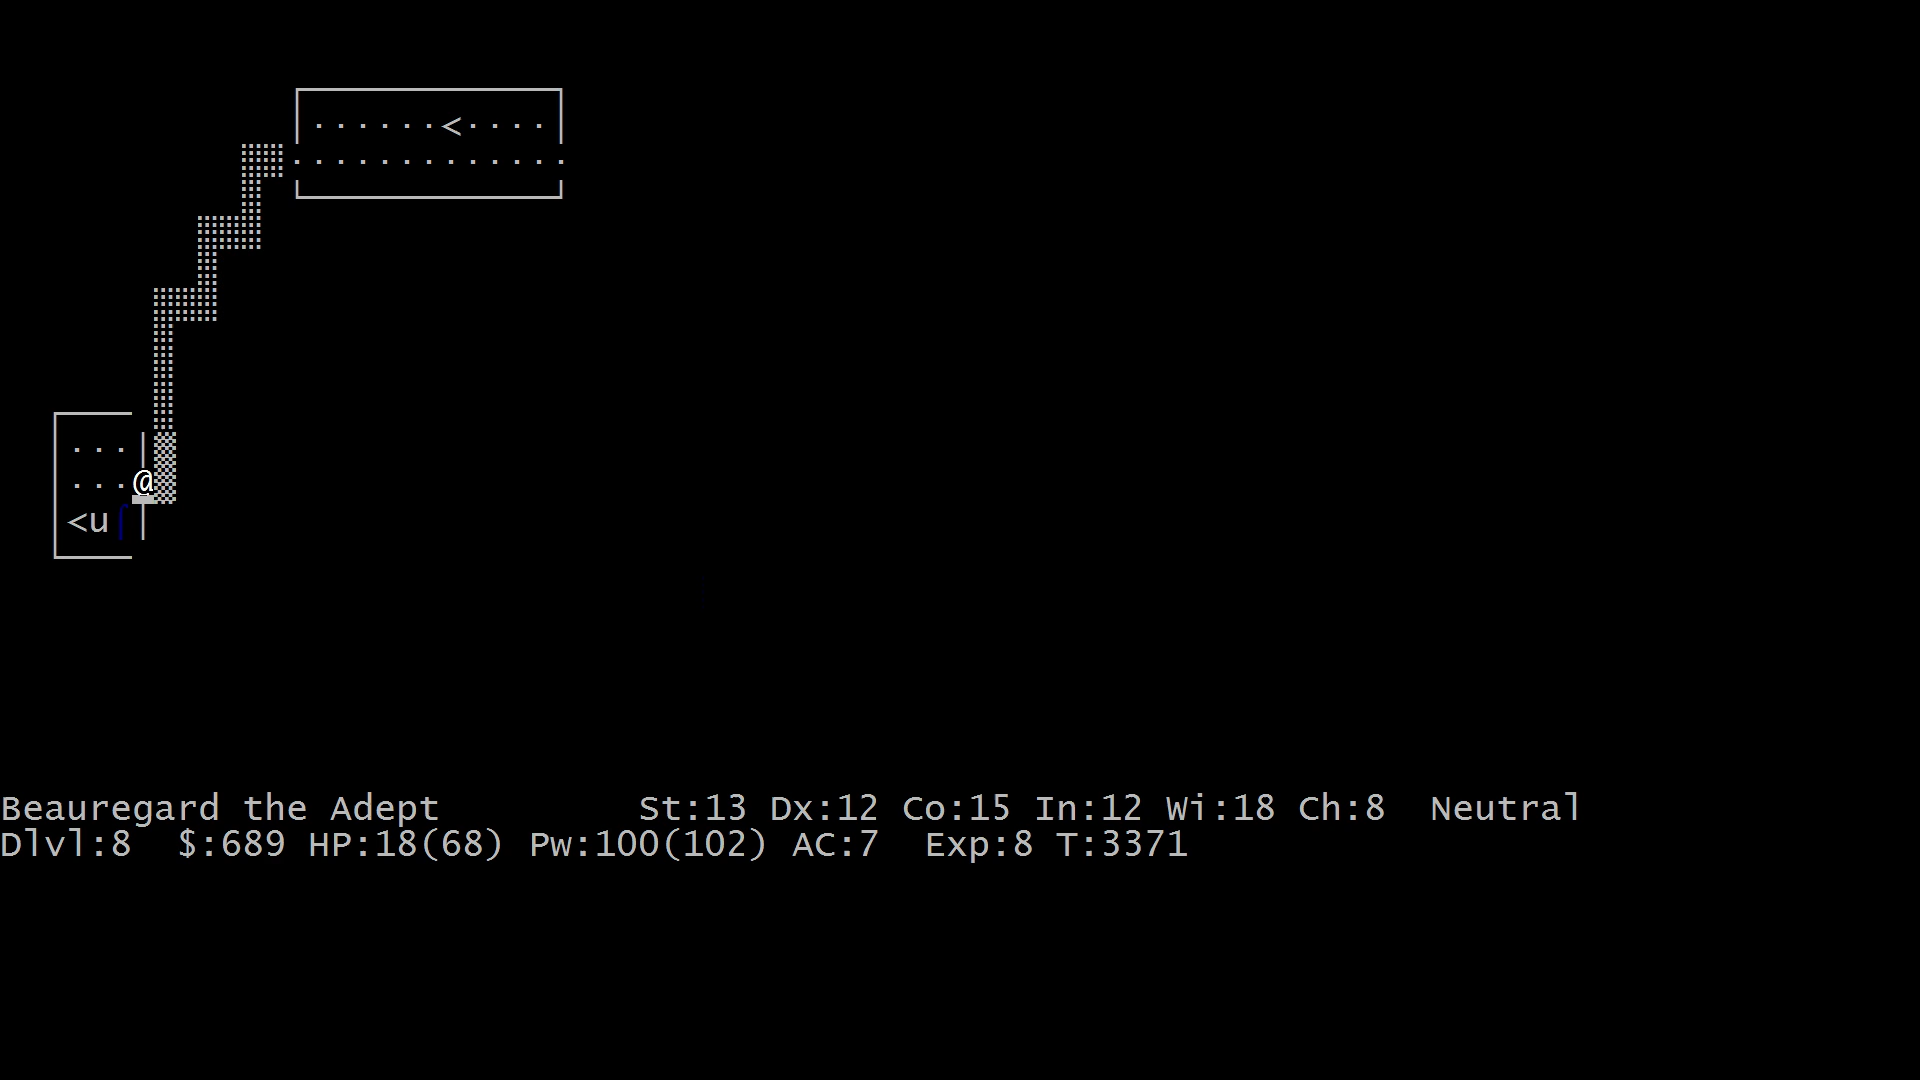 |......<....|
.............
|...|
...@
|<u⌠|
Beauregard the Adept St:13 Dx:12 Co:15 In:12 Wi:18 Ch:8 Neutral
Dlvl:8 $:689 HP:18(68) Pw:100(102) AC:7 Exp:8 T:3371